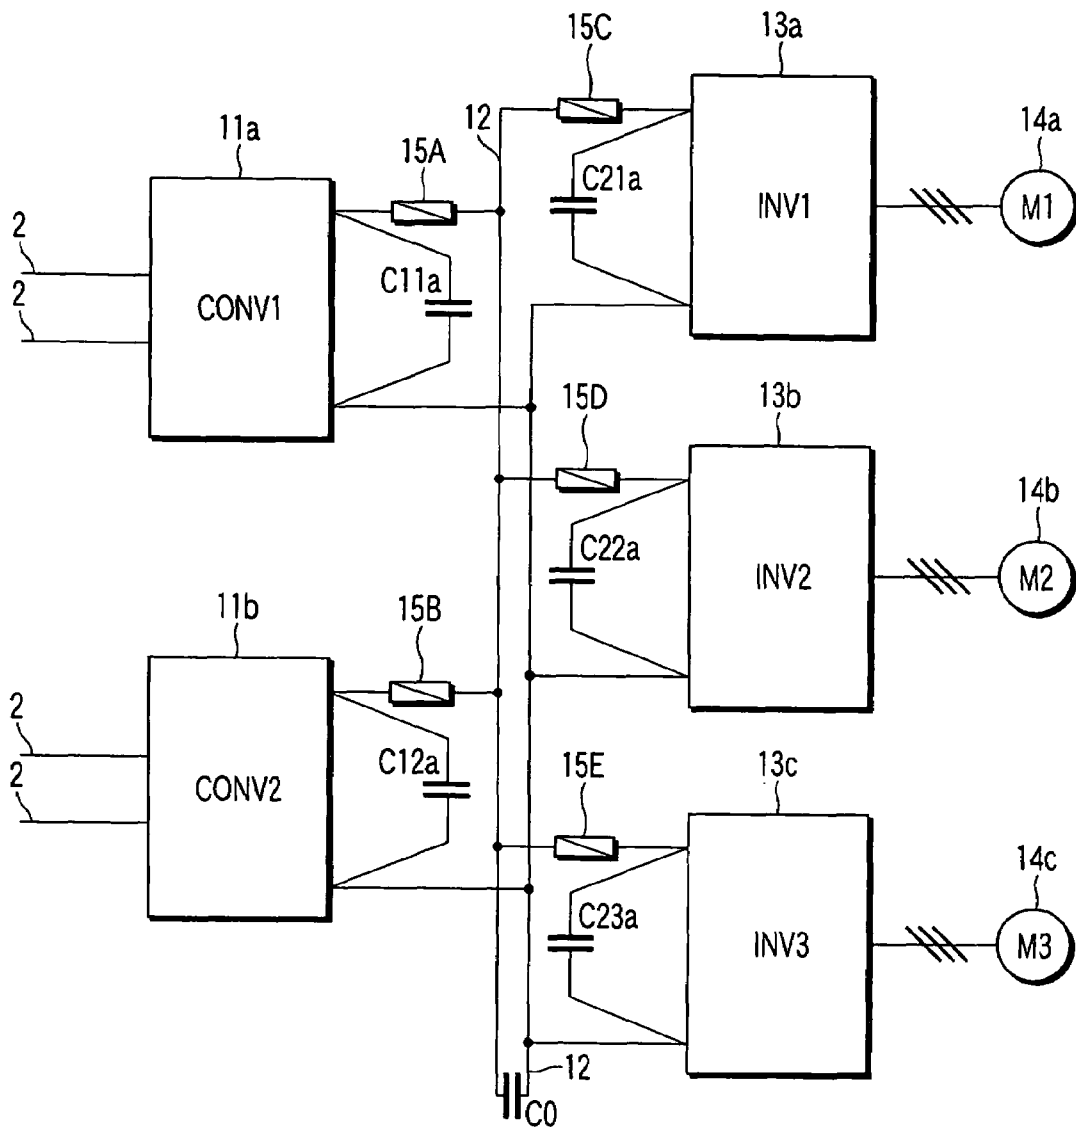 15C
13a
12
11a
15A
14a
C21a
INV1
M1
2
2
C11a
CONV1
15D
13b
14b
C22a
INV2
M2
11b
15B
2
2
C12a
CONV2
15E
13c
14c
C23a
INV3
M3
12
C0